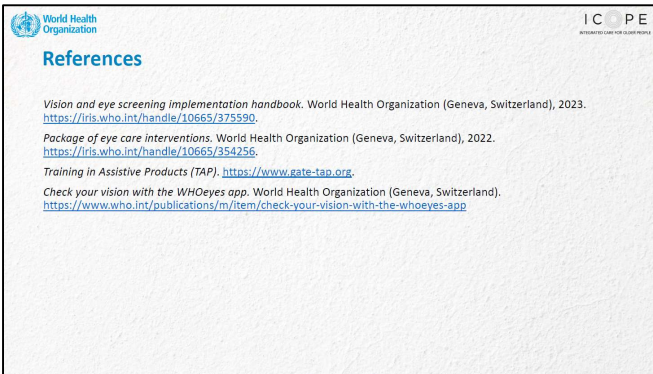 World Health
Organization
ICOPE
INTEGRATED CARE FOR OLDER PEOPLE
References
Vision and eye screening implementation handbook. World Health Organization (Geneva, Switzerland), 2023.
https://iris.who.int/handle/10665/375590.
Package of eye care interventions. World Health Organization (Geneva, Switzerland), 2022.
https://iris.who.int/handle/10665/354256.
Training in Assistive Products (TAP). https://www.gate-tap.org.
Check your vision with the WHOeyes app. World Health Organization (Geneva, Switzerland).
https://www.who.int/publications/m/item/check-your-vision-with-the-whoeyes-app